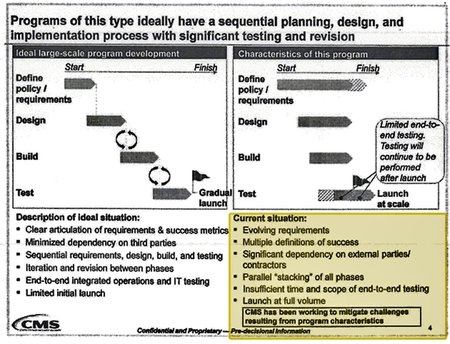 Programs of this type ideally have a sequential planning, design, and
implementation process with significant testing and revision
Ideal large-scale program development
Start
Finish
Define
policy /
requirements
Design
Build
Test
Gradual
launch
Characteristics of this program
Start
Finish
Define
policy /
requirements
Design
Build
Test
Limited end-to-
end testing.
Testing will
continue to be
performed
after launch
Launch
at scale
Description of ideal situation:
▪ Clear articulation of requirements & success metrics
▪ Minimized dependency on third parties
▪ Sequential requirements, design, build, and testing
▪ Iteration and revision between phases
▪ End-to-end integrated operations and IT testing
▪ Limited initial launch
Current situation:
▪ Evolving requirements
▪ Multiple definitions of success
▪ Significant dependency on external parties/
contractors
▪ Parallel "stacking" of all phases
▪ Insufficient time and scope of end-to-end testing
▪ Launch at full volume
CMS has been working to mitigate challenges
resulting from program characteristics
CMS
Confidential and Proprietary — Pre-decisional Information
4